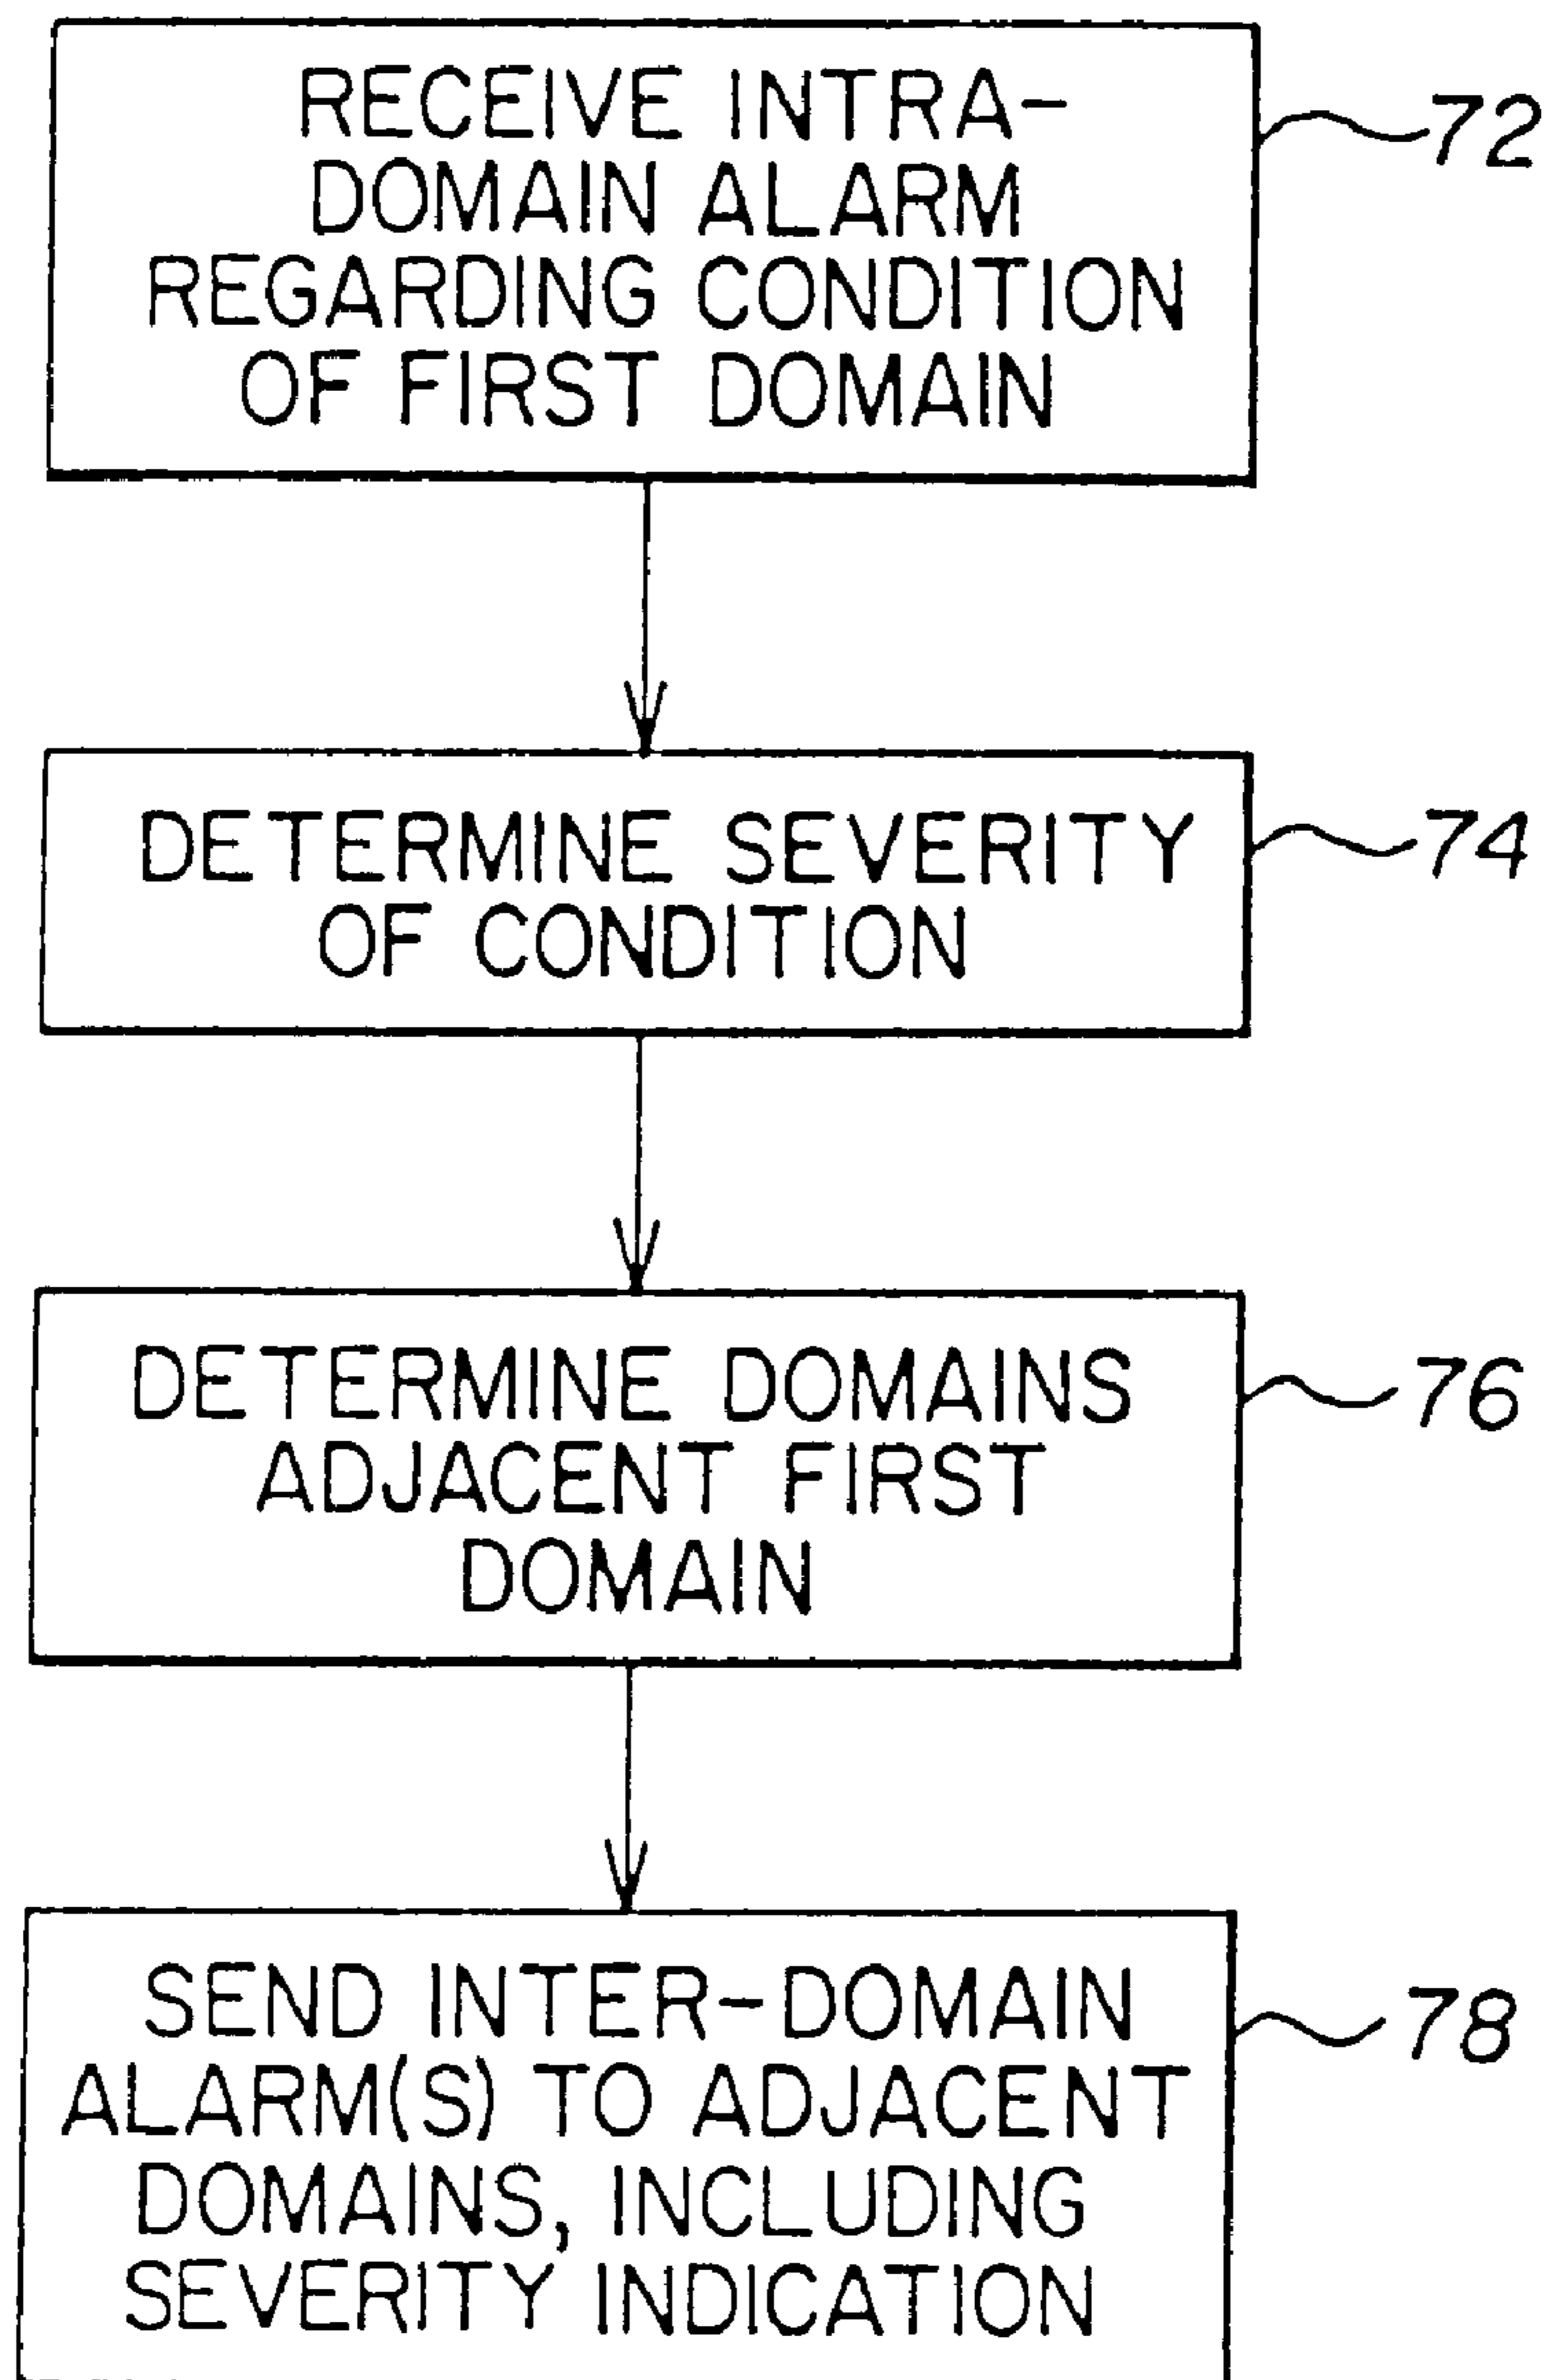 RECEIVE INTRA-
DOMAIN ALARM
REGARDING CONDITION
OF FIRST DOMAIN
72
DETERMINE SEVERITY
OF CONDITION
74
DETERMINE DOMAINS
ADJACENT FIRST
DOMAIN
76
SEND INTER-DOMAIN
ALARM(S) TO ADJACENT
DOMAINS, INCLUDING
SEVERITY INDICATION
78